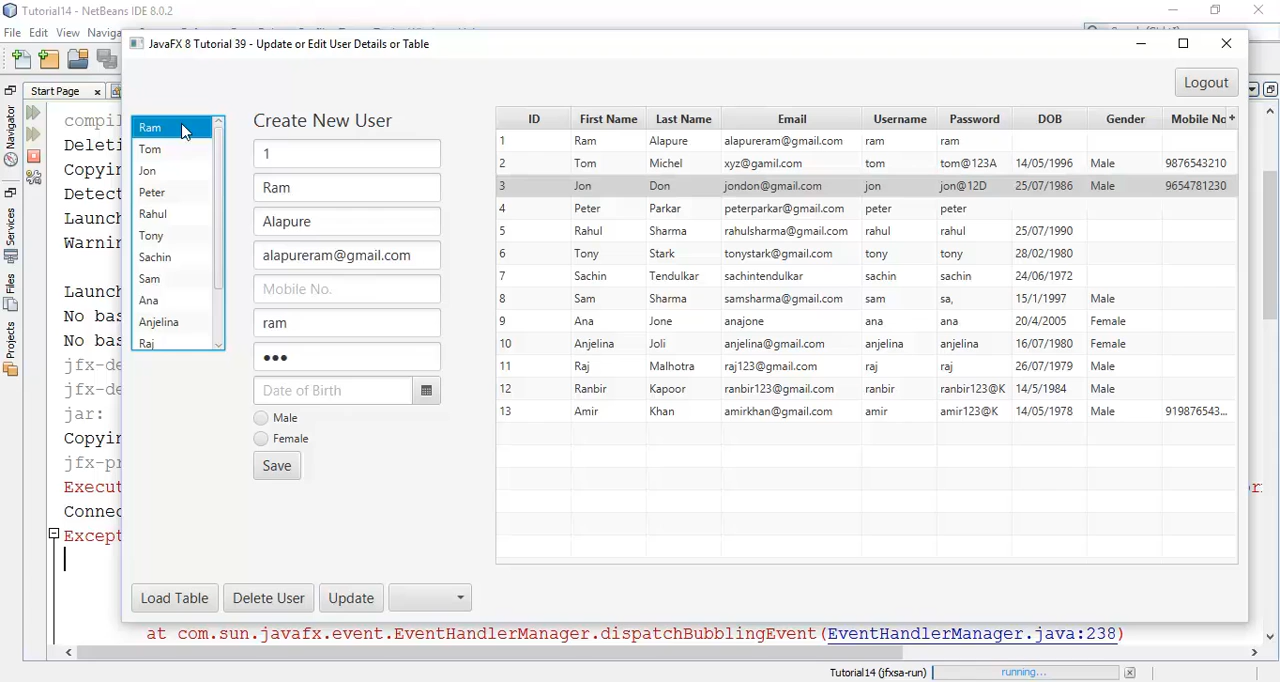 Tutorial14 - NetBeans IDE 8.0.2
File Edit View
JavaFX 8 Tutorial 39 - Update or Edit User Details or Table
Logout
Start Page
Navigator
Services
Files
Projects
Ram
Tom
Jon
Peter
Rahul
Tony
Sachin
Sam
Ana
Anjelina
Raj
Create New User
1
Ram
Alapure
alapureram@gmail.com
Mobile No.
ram
●●●
Date of Birth
Male
Female
Save
ID First Name Last Name Email Username Password DOB Gender Mobile No +
1 Ram Alapure alapureram@gmail.com ram ram
2 Tom Michel xyz@gamil.com tom tom@123A 14/05/1996 Male 9876543210
3 Jon Don jondon@gmail.com jon jon@12D 25/07/1986 Male 9654781230
4 Peter Parkar peterparkar@gmail.com peter peter
5 Rahul Sharma rahulsharma@gmail.com rahul rahul 25/07/1990
6 Tony Stark tonystark@gmail.com tony tony 28/02/1980
7 Sachin Tendulkar sachintendulkar sachin sachin 24/06/1972
8 Sam Sharma samsharma@gmail.com sam sa, 15/1/1997 Male
9 Ana Jone anajone ana ana 20/4/2005 Female
10 Anjelina Joli anjelina@gmail.com anjelina anjelina 16/07/1980 Female
11 Raj Malhotra raj123@gmail.com raj raj 26/07/1979 Male
12 Ranbir Kapoor ranbir123@gmail.com ranbir ranbir123@K 14/5/1984 Male
13 Amir Khan amirkhan@gmail.com amir amir123@K 14/05/1978 Male 919876543...
Load Table Delete User Update
compil
Deleti
Copyin
Detect
Launch
Warnin
Launch
No bas
No bas
jfx-de
jfx-de
jar:
Copyin
jfx-pr
Execut
Connec
Except
at com.sun.javafx.event.EventHandlerManager.dispatchBubblingEvent(EventHandlerManager.java:238)
Tutorial14 (jfxsa-run) running...